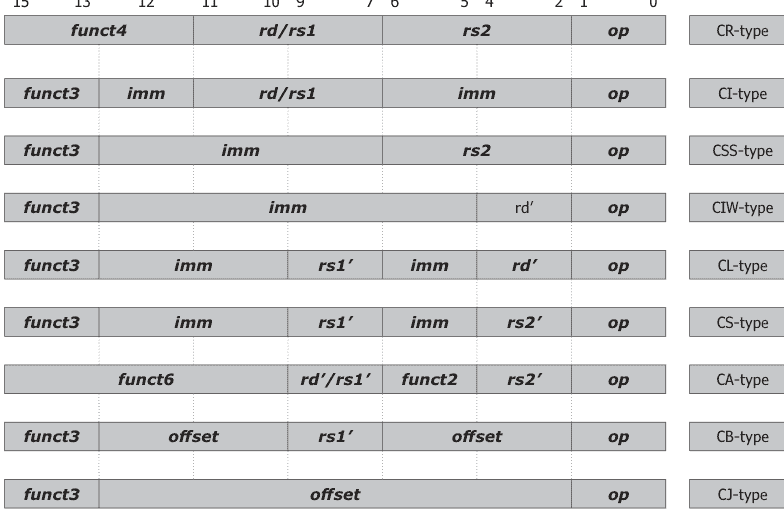 15 13 12 11 10 9 7 6 5 4 2 1 0
funct4 rd/rs1 rs2 op CR-type
funct3 imm rd/rs1 imm op CI-type
funct3 imm rs2 op CSS-type
funct3 imm rd′ op CIW-type
funct3 imm rs1′ imm rd′ op CL-type
funct3 imm rs1′ imm rs2′ op CS-type
funct6 rd′/rs1′ funct2 rs2′ op CA-type
funct3 offset rs1′ offset op CB-type
funct3 offset op CJ-type